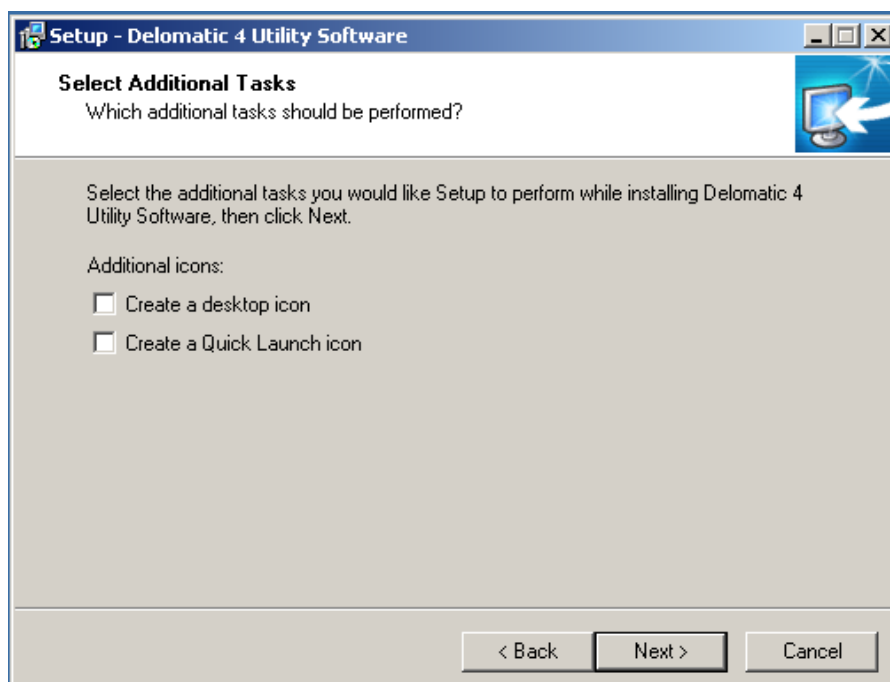 Setup - Delomatic 4 Utility Software
Select Additional Tasks
Which additional tasks should be performed?
Select the additional tasks you would like Setup to perform while installing Delomatic 4
Utility Software, then click Next.
Additional icons:
Create a desktop icon
Create a Quick Launch icon
< Back Next > Cancel